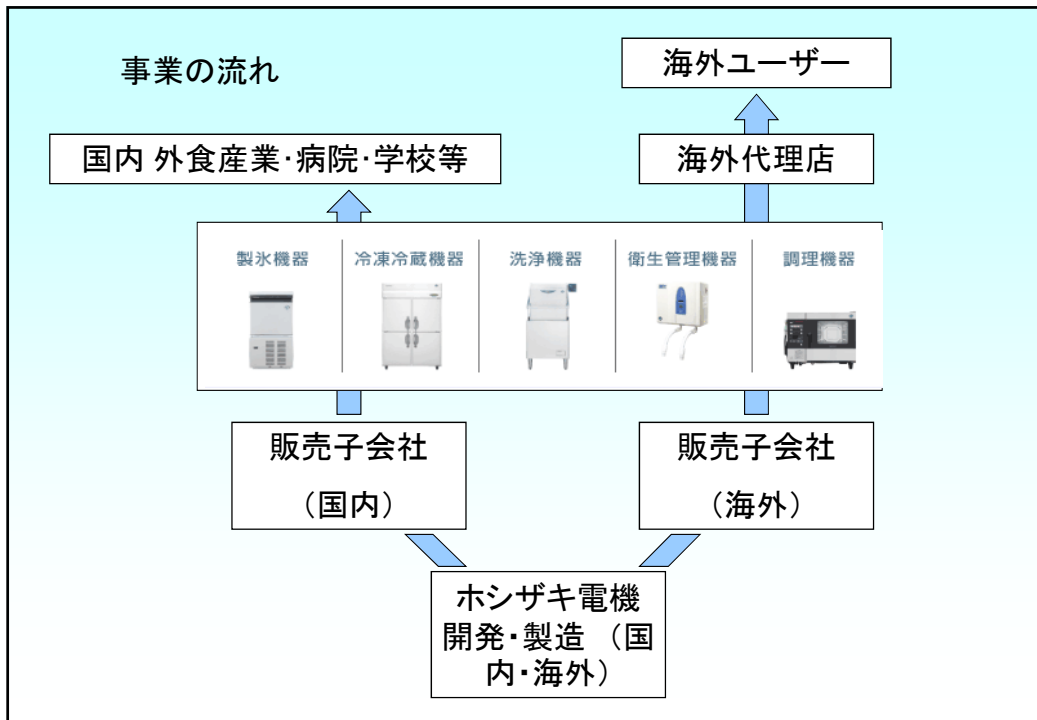 事業の流れ
海外ユーザー
国内 外食産業・病院・学校等
海外代理店
製氷機器
冷凍冷蔵機器
洗浄機器
衛生管理機器
調理機器
販売子会社
（国内）
販売子会社
（海外）
ホシザキ電機
開発・製造 （国
内・海外）